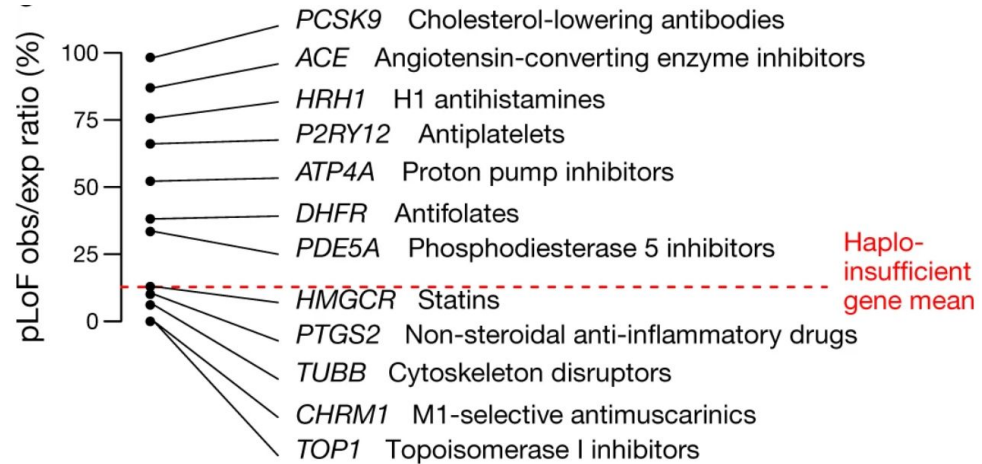 pLoF obs/exp ratio (%)
100
75
50
25
0
PCSK9 Cholesterol-lowering antibodies
ACE Angiotensin-converting enzyme inhibitors
HRH1 H1 antihistamines
P2RY12 Antiplatelets
ATP4A Proton pump inhibitors
DHFR Antifolates
PDE5A Phosphodiesterase 5 inhibitors
HMGCR Statins
PTGS2 Non-steroidal anti-inflammatory drugs
TUBB Cytoskeleton disruptors
CHRM1 M1-selective antimuscarinics
TOP1 Topoisomerase I inhibitors
Haplo-
insufficient
gene mean